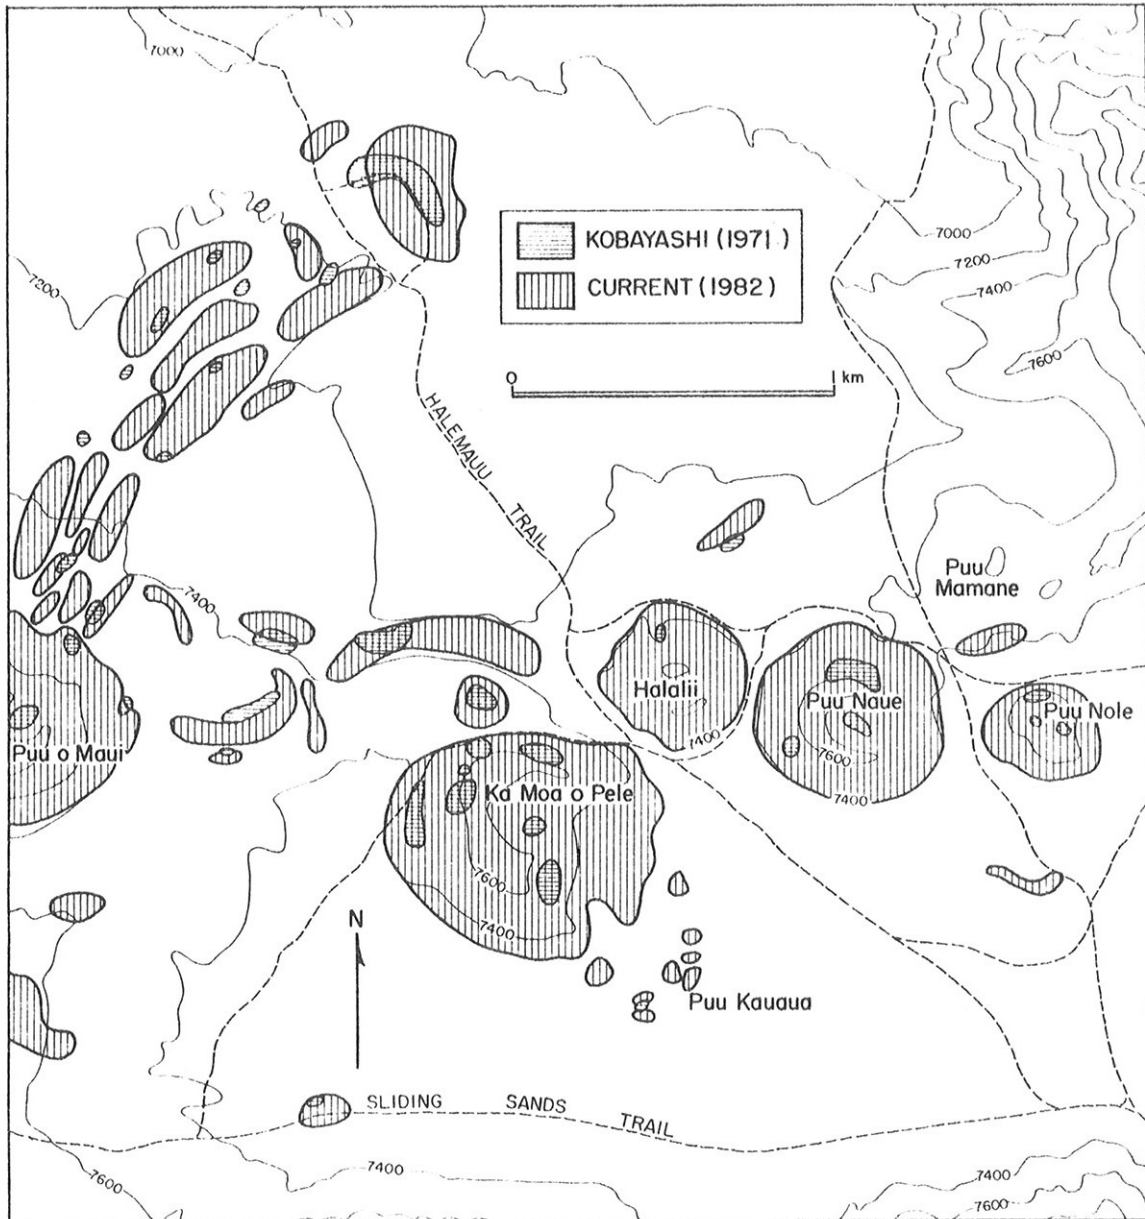 7000
7200
KOBAYASHI (1971)
CURRENT (1982)
7000
7200
7400
7600
0 1 km
HALEMAUU TRAIL
Puu Mamane
7400
Halalii
Puu Naue
Puu Nole
Puu o Maui
7400
7600
7400
Ka Moa o Pele
7600
7400
N
Puu Kauaua
SLIDING SANDS TRAIL
7600
7400
7400
7600